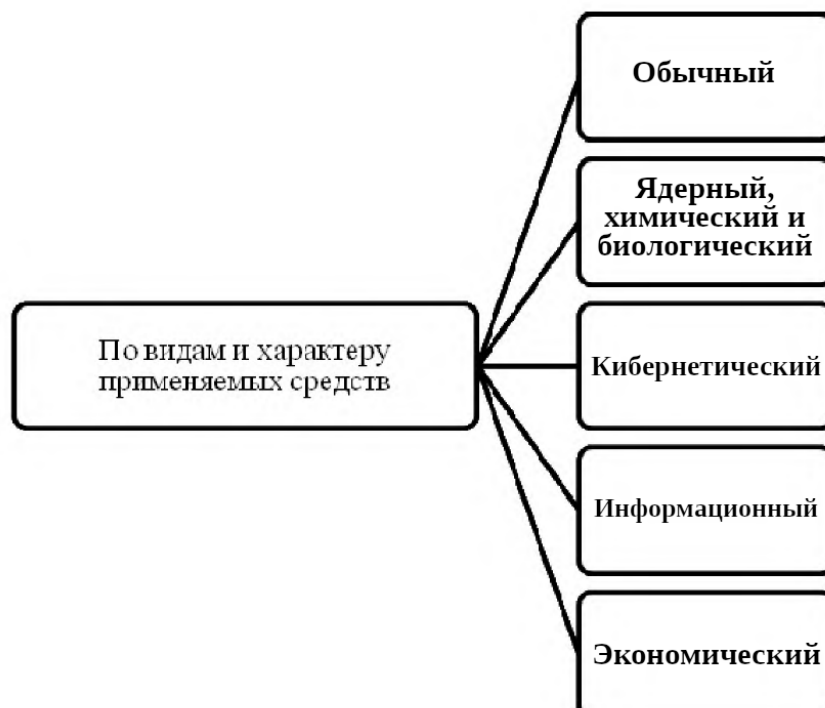 Обычный
Ядерный,
химический и
биологический
По видам и характеру
применяемых средств
Кибернетический
Информационный
Экономический